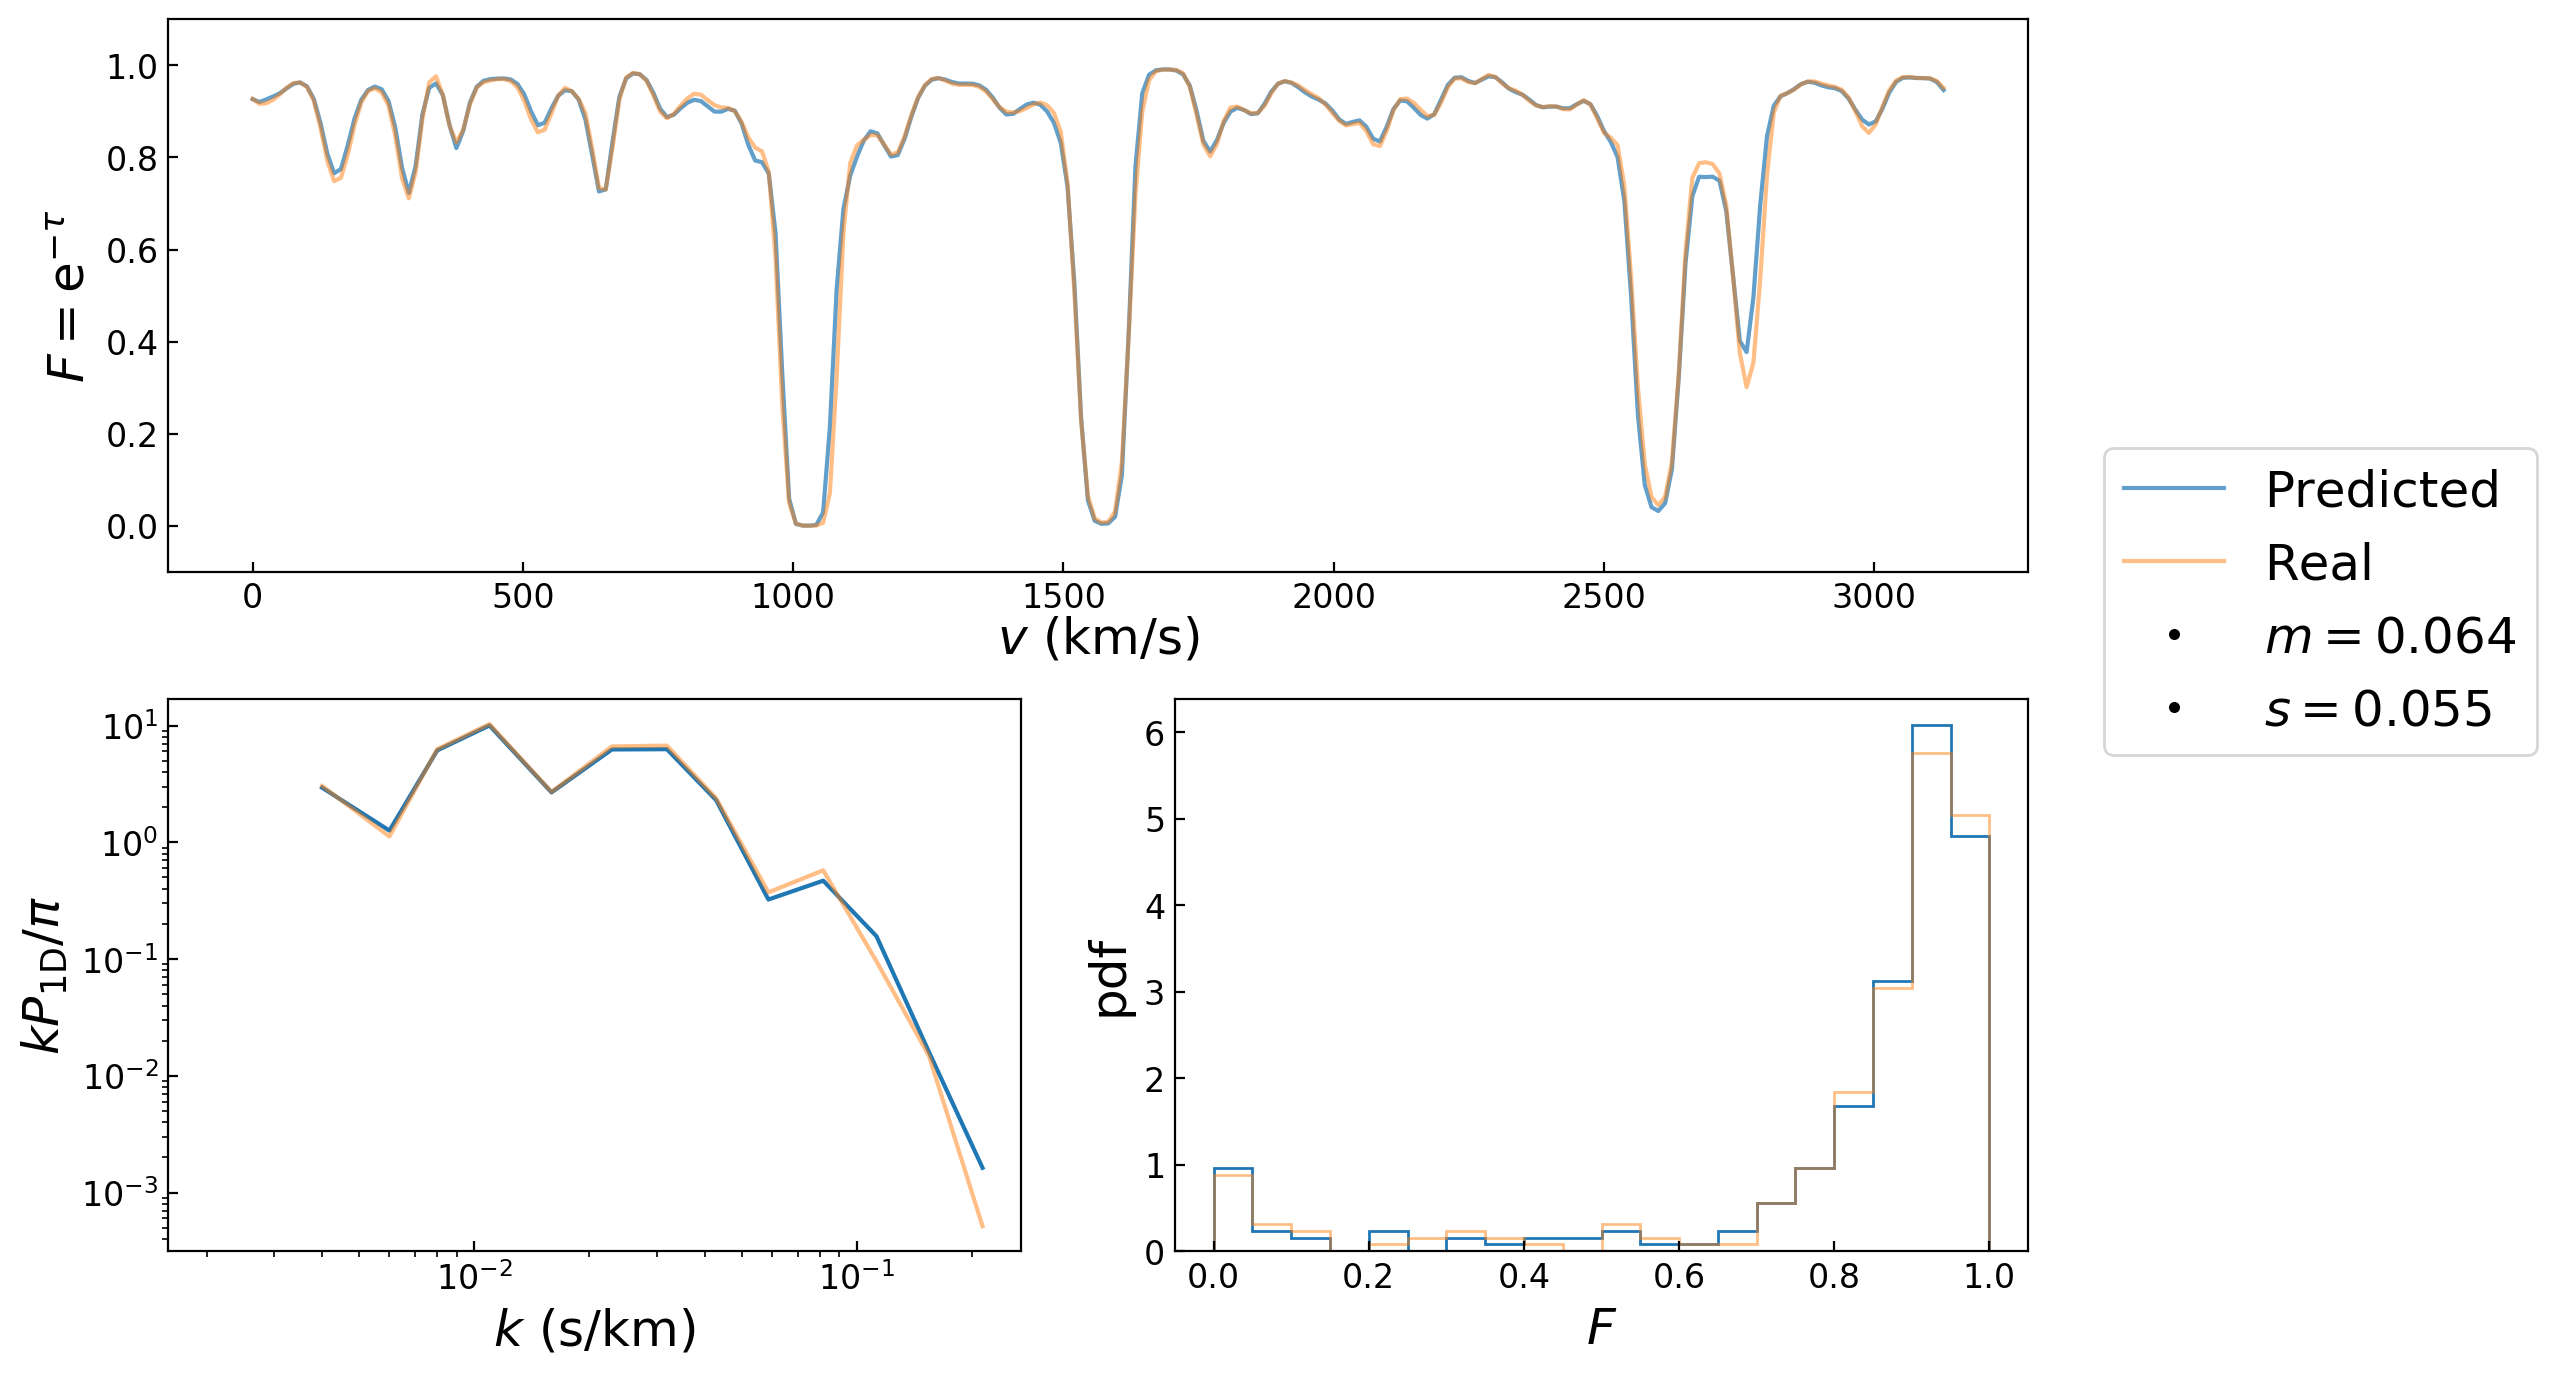 1.0
0.8
0.6
0.4
0.2
0.0
F = e^{−τ}
0 500 1000 1500 2000 2500 3000
v (km/s)
Predicted
Real
m = 0.064
s = 0.055
10^1
10^0
10^{−1}
10^{−2}
10^{−3}
kP_{1D}/π
10^{−2} 10^{−1}
k (s/km)
6
5
4
3
2
1
0
pdf
0.0 0.2 0.4 0.6 0.8 1.0
F